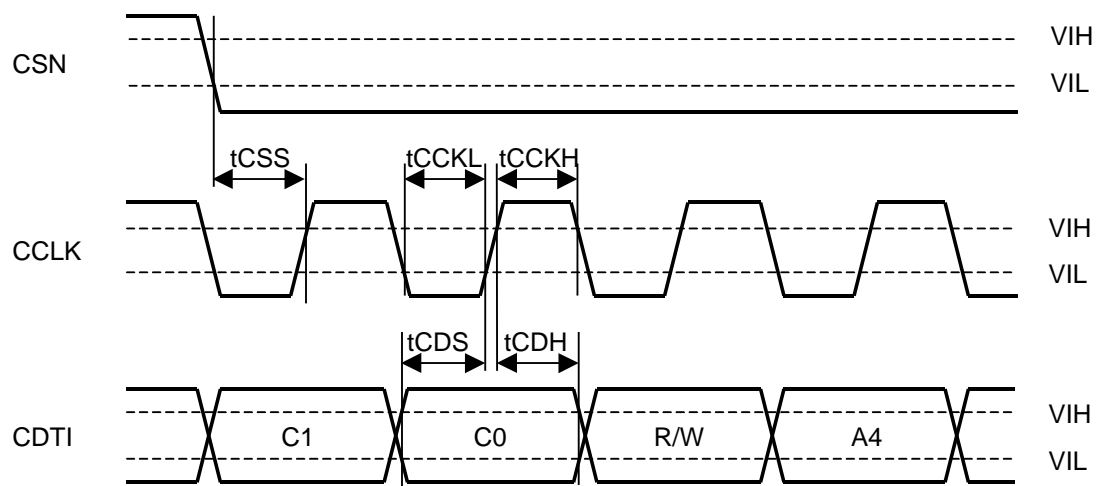 CSN
VIH
VIL
tCSS
tCCKL
tCCKH
CCLK
VIH
VIL
tCDS
tCDH
CDTI
C1
C0
R/W
A4
VIH
VIL